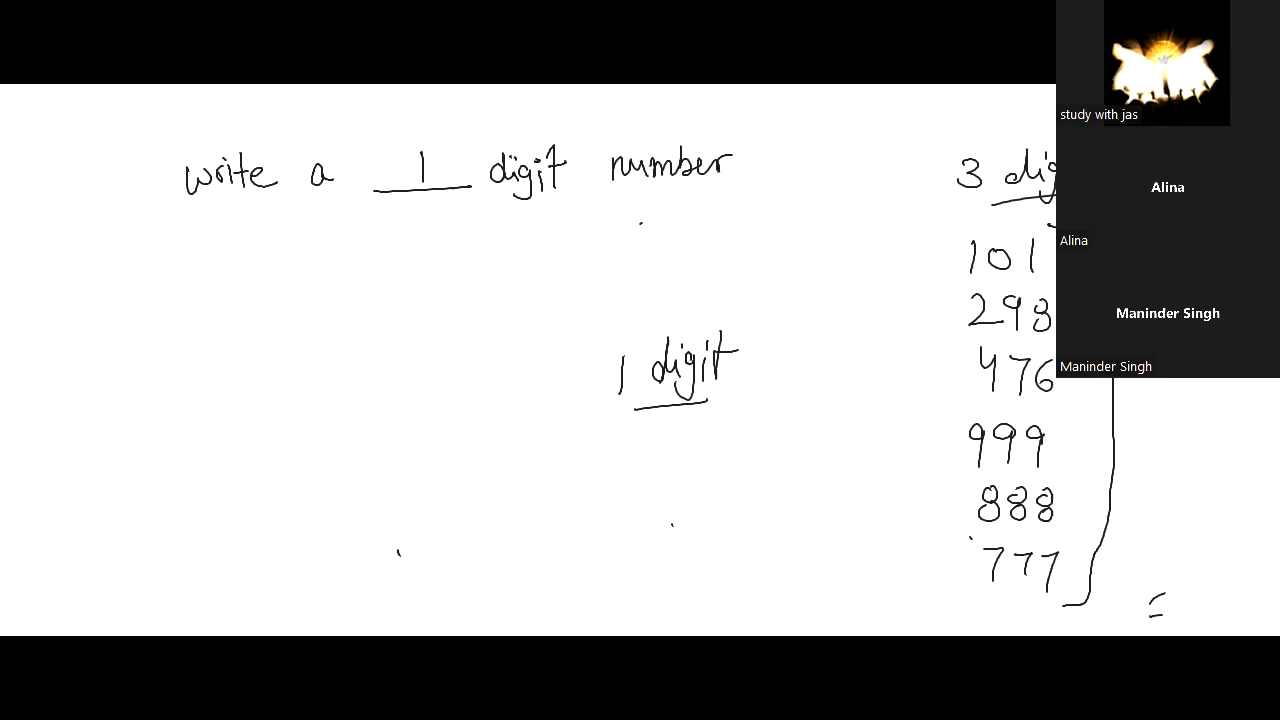 write a 1 digit number
1 digit
3 dig
101
298
476
999
888
777
=
study with jas
Alina
Alina
Maninder Singh
Maninder Singh